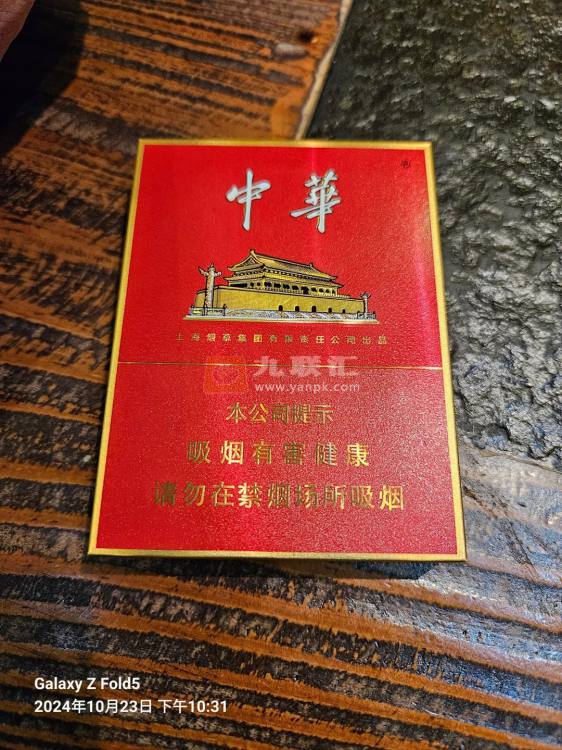 中華
®
上海烟草集团有限责任公司出品
九联汇
www.yanpk.com
本公司提示
吸烟有害健康
请勿在禁烟场所吸烟
Galaxy Z Fold5
2024年10月23日 下午10:31